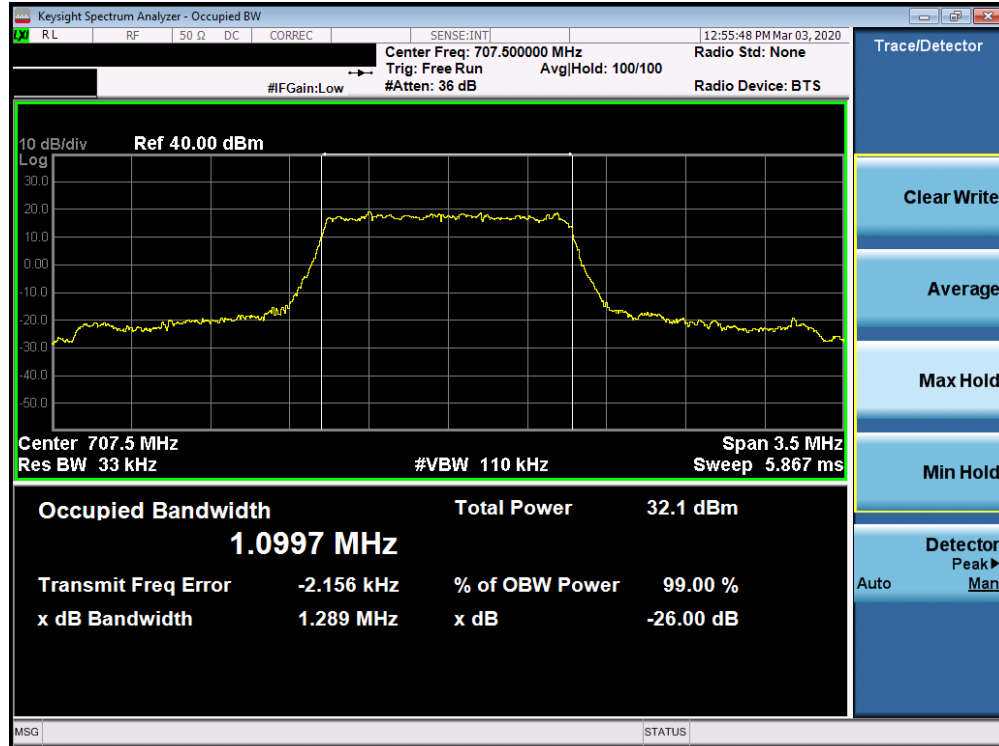 Keysight Spectrum Analyzer - Occupied BW
LXI RL RF 50 Ω DC CORREC SENSE:INT 12:55:48 PM Mar 03, 2020
Center Freq: 707.500000 MHz Radio Std: None
Trig: Free Run Avg|Hold: 100/100
#IFGain:Low #Atten: 36 dB Radio Device: BTS
Trace/Detector
10 dB/div Ref 40.00 dBm
Log
30.0
20.0
10.0
0.00
-10.0
-20.0
-30.0
-40.0
-50.0
Center 707.5 MHz Span 3.5 MHz
Res BW 33 kHz #VBW 110 kHz Sweep 5.867 ms
Occupied Bandwidth Total Power 32.1 dBm
1.0997 MHz
Transmit Freq Error -2.156 kHz % of OBW Power 99.00 %
x dB Bandwidth 1.289 MHz x dB -26.00 dB
Clear Write
Average
Max Hold
Min Hold
Detector
Peak▶
Auto Man
MSG STATUS